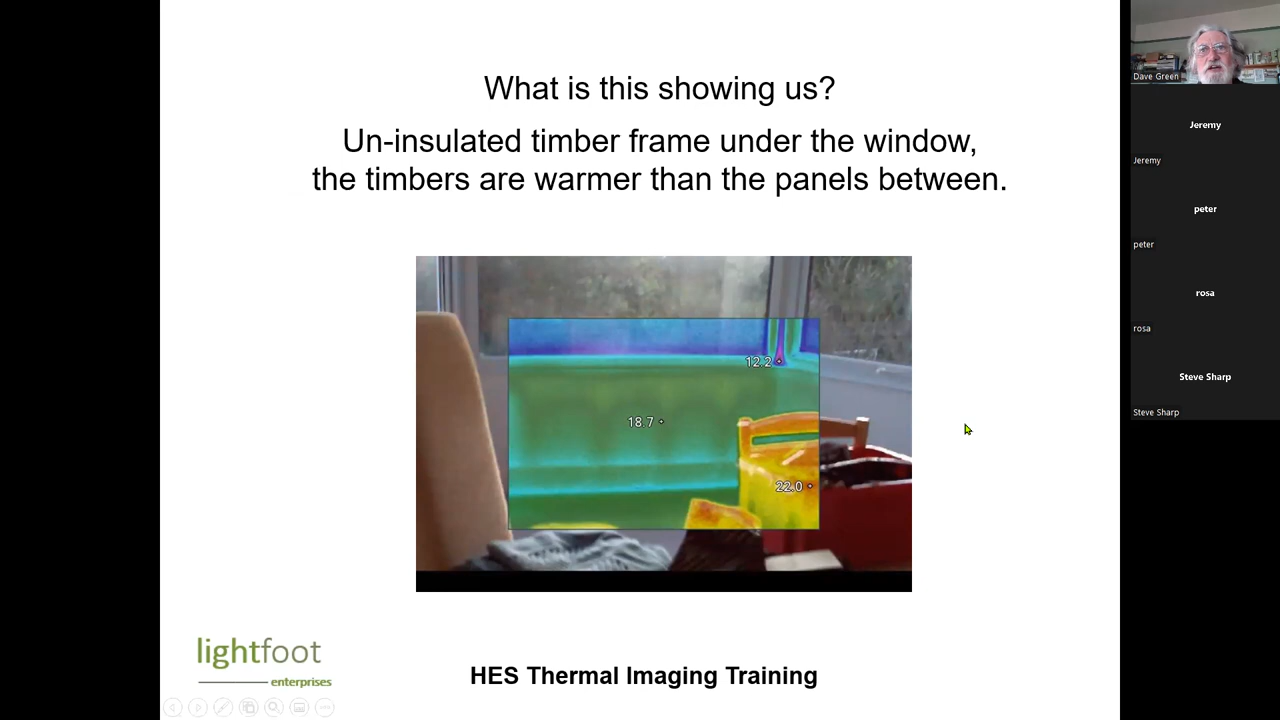 What is this showing us?
Un-insulated timber frame under the window,
the timbers are warmer than the panels between.
12.2
18.7
22.0
lightfoot
enterprises
HES Thermal Imaging Training
Dave Green
Jeremy
Jeremy
peter
peter
rosa
rosa
Steve Sharp
Steve Sharp